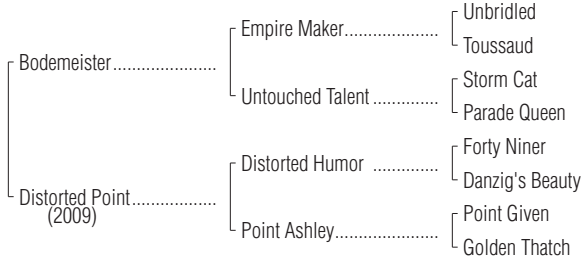 Unbridled
Empire Maker.....................
Toussaud
Bodemeister.......................
Storm Cat
Untouched Talent ..............
Parade Queen
Forty Niner
Distorted Humor ..............
Danzig's Beauty
Distorted Point..................
(2009)
Point Given
Point Ashley.......................
Golden Thatch